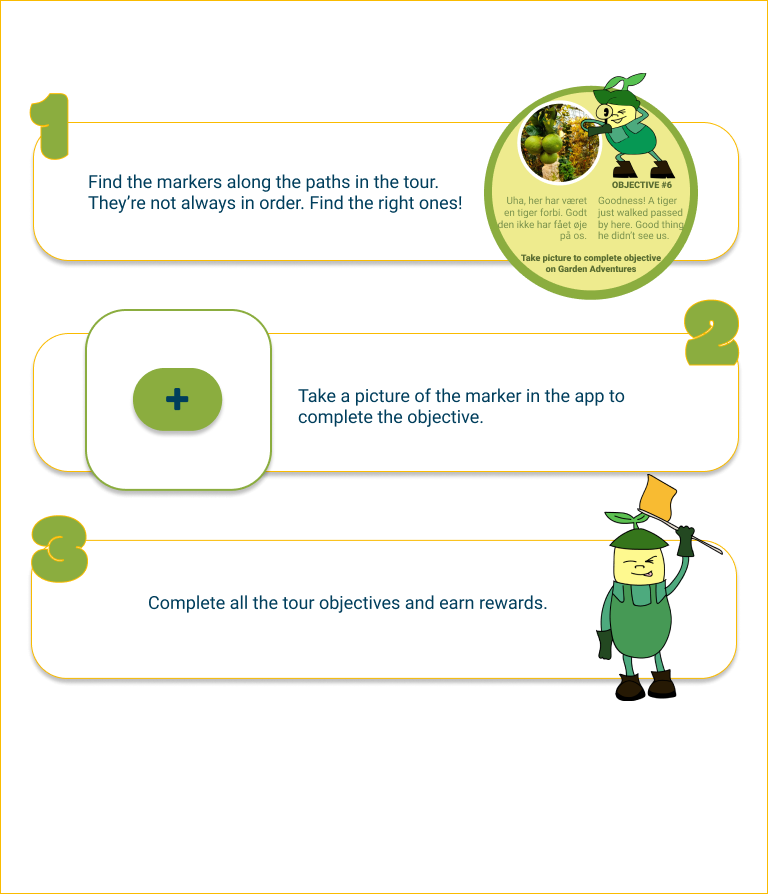 1
Find the markers along the paths in the tour.
They're not always in order. Find the right ones!
OBJECTIVE #6
Uha, her har været
en tiger forbi. Godt
den ikke har fået øje
på os.
Goodness! A tiger
just walked passed
by here. Good thing
he didn't see us.
Take picture to complete objective
on Garden Adventures
2
Take a picture of the marker in the app to
complete the objective.
3
Complete all the tour objectives and earn rewards.